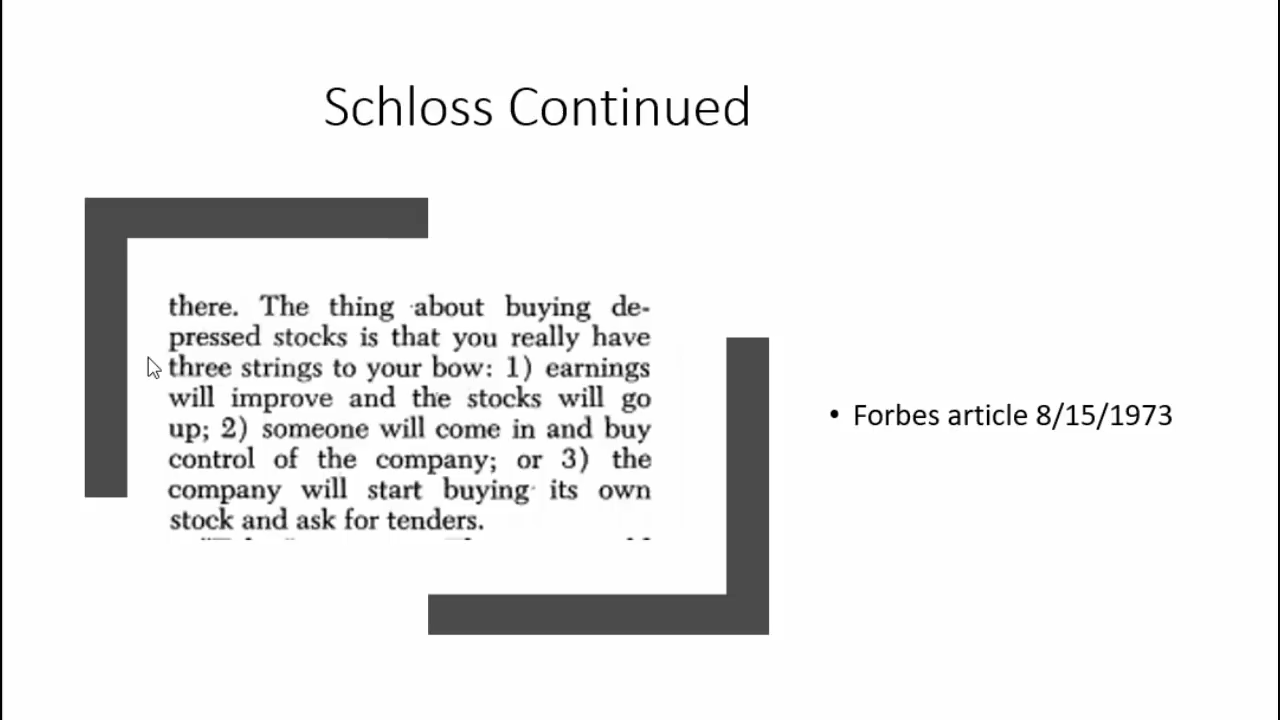 Schloss Continued
there. The thing about buying de-
pressed stocks is that you really have
three strings to your bow: 1) earnings
will improve and the stocks will go
up; 2) someone will come in and buy
control of the company; or 3) the
company will start buying its own
stock and ask for tenders.
• Forbes article 8/15/1973